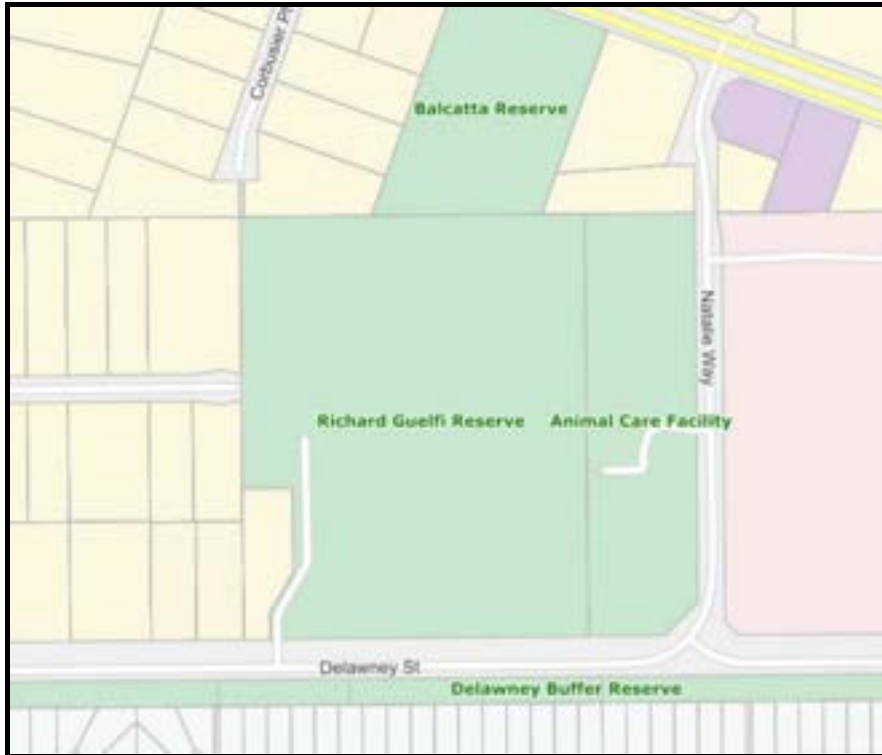 Corbusier Pl
Balcatta Reserve
Natalie Way
Richard Guelfi Reserve
Animal Care Facility
Delawney St
Delawney Buffer Reserve